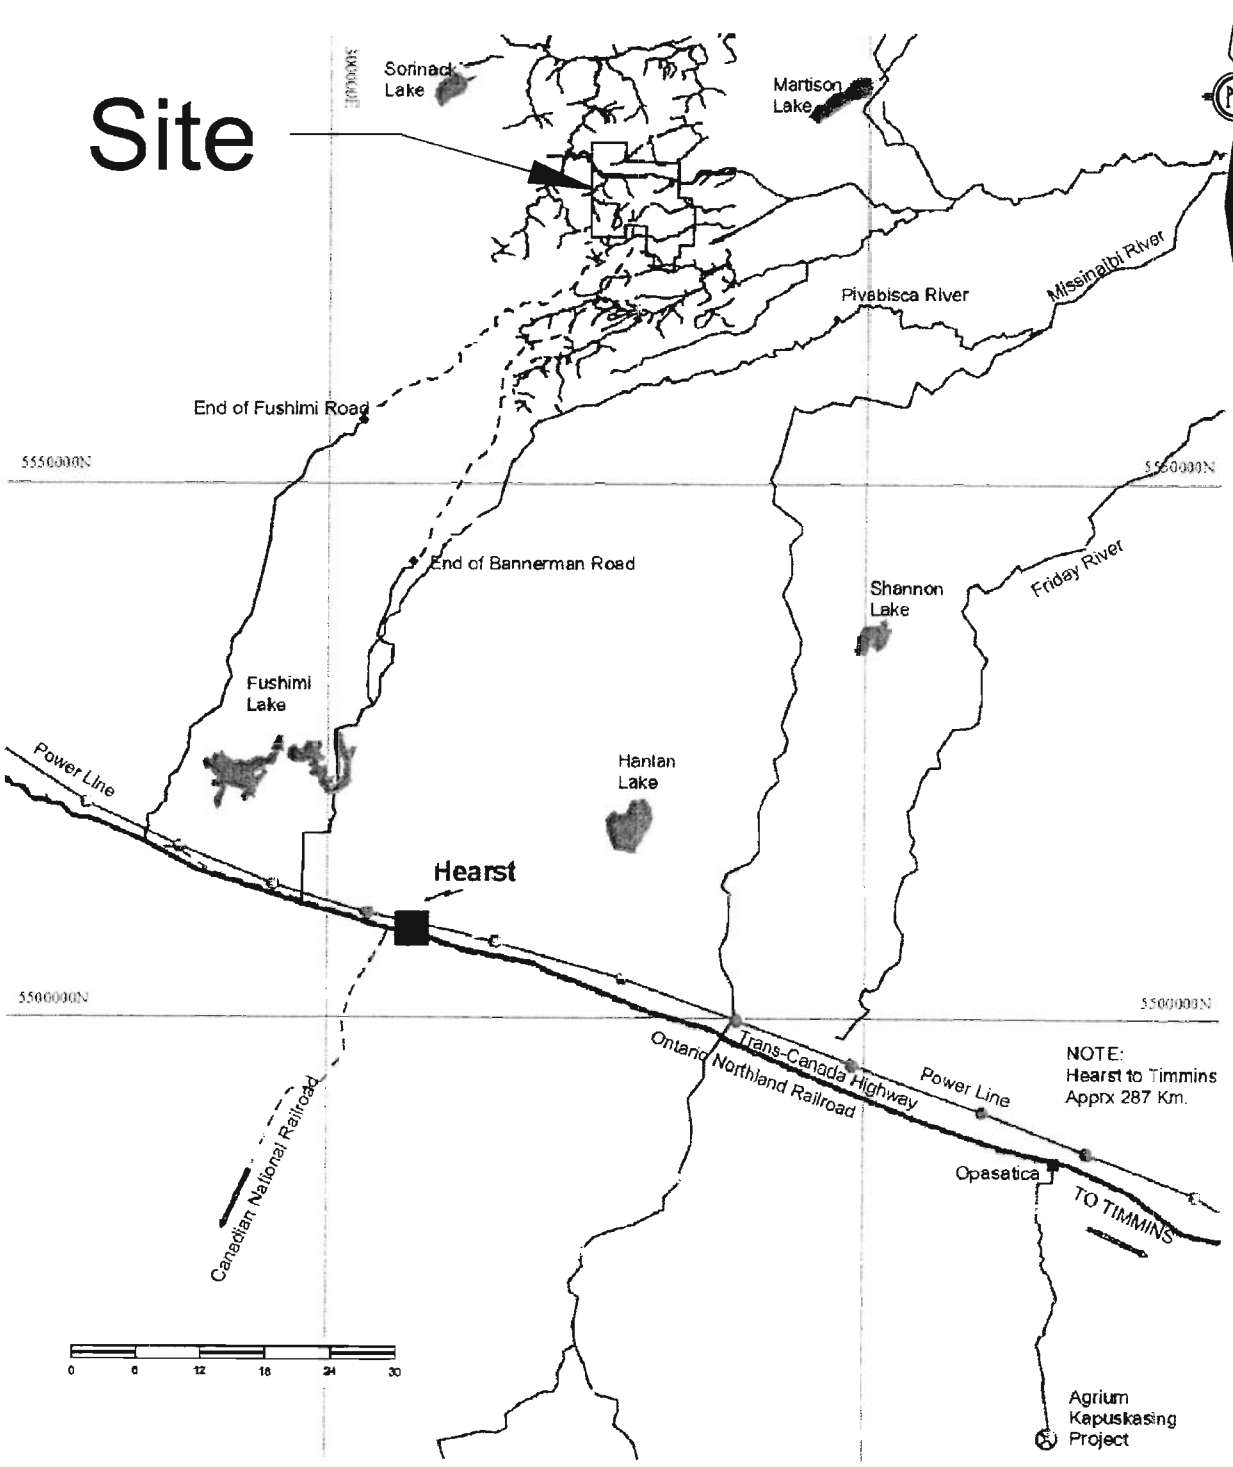 Sorinack
Lake
300000E
Martison
Lake
N
Site
Missinaibi River
Pivabisca River
End of Fushimi Road
5550000N
5550000N
End of Bannerman Road
Friday River
Shannon
Lake
Fushimi
Lake
Power Line
Hanlan
Lake
Hearst
5500000N
5500000N
Trans-Canada Highway
Ontario Northland Railroad
Power Line
NOTE:
Hearst to Timmins
Apprx 287 Km.
Canadian National Railroad
Opasatica
TO TIMMINS
0 6 12 18 24 30
Agrium
Kapuskasing
Project